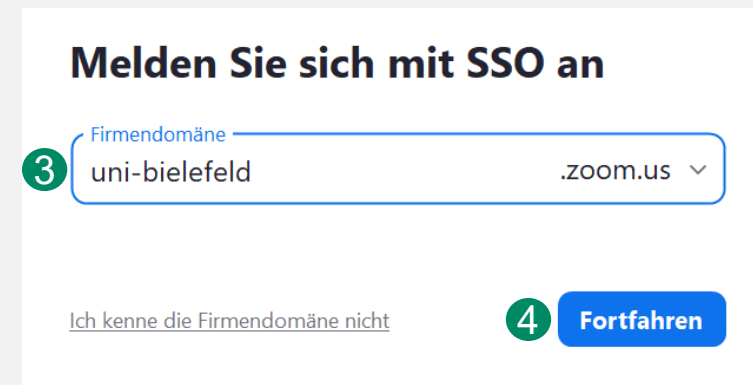 Melden Sie sich mit SSO an
Firmendomäne
3 uni-bielefeld .zoom.us
Ich kenne die Firmendomäne nicht 4 Fortfahren